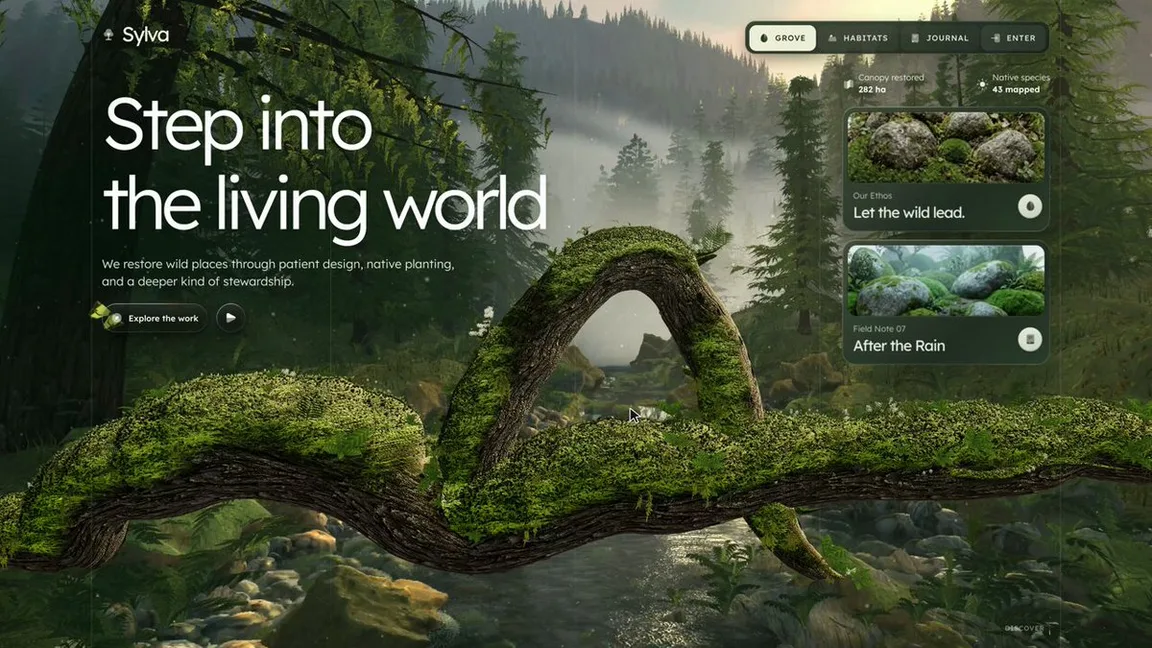 Sylva
GROVE
HABITATS
JOURNAL
ENTER
Step into
the living world
We restore wild places through patient design, native planting,
and a deeper kind of stewardship.
Explore the work
Canopy restored
282 ha
Native species
43 mapped
Our Ethos
Let the wild lead.
Field Note 07
After the Rain
DISCOVER